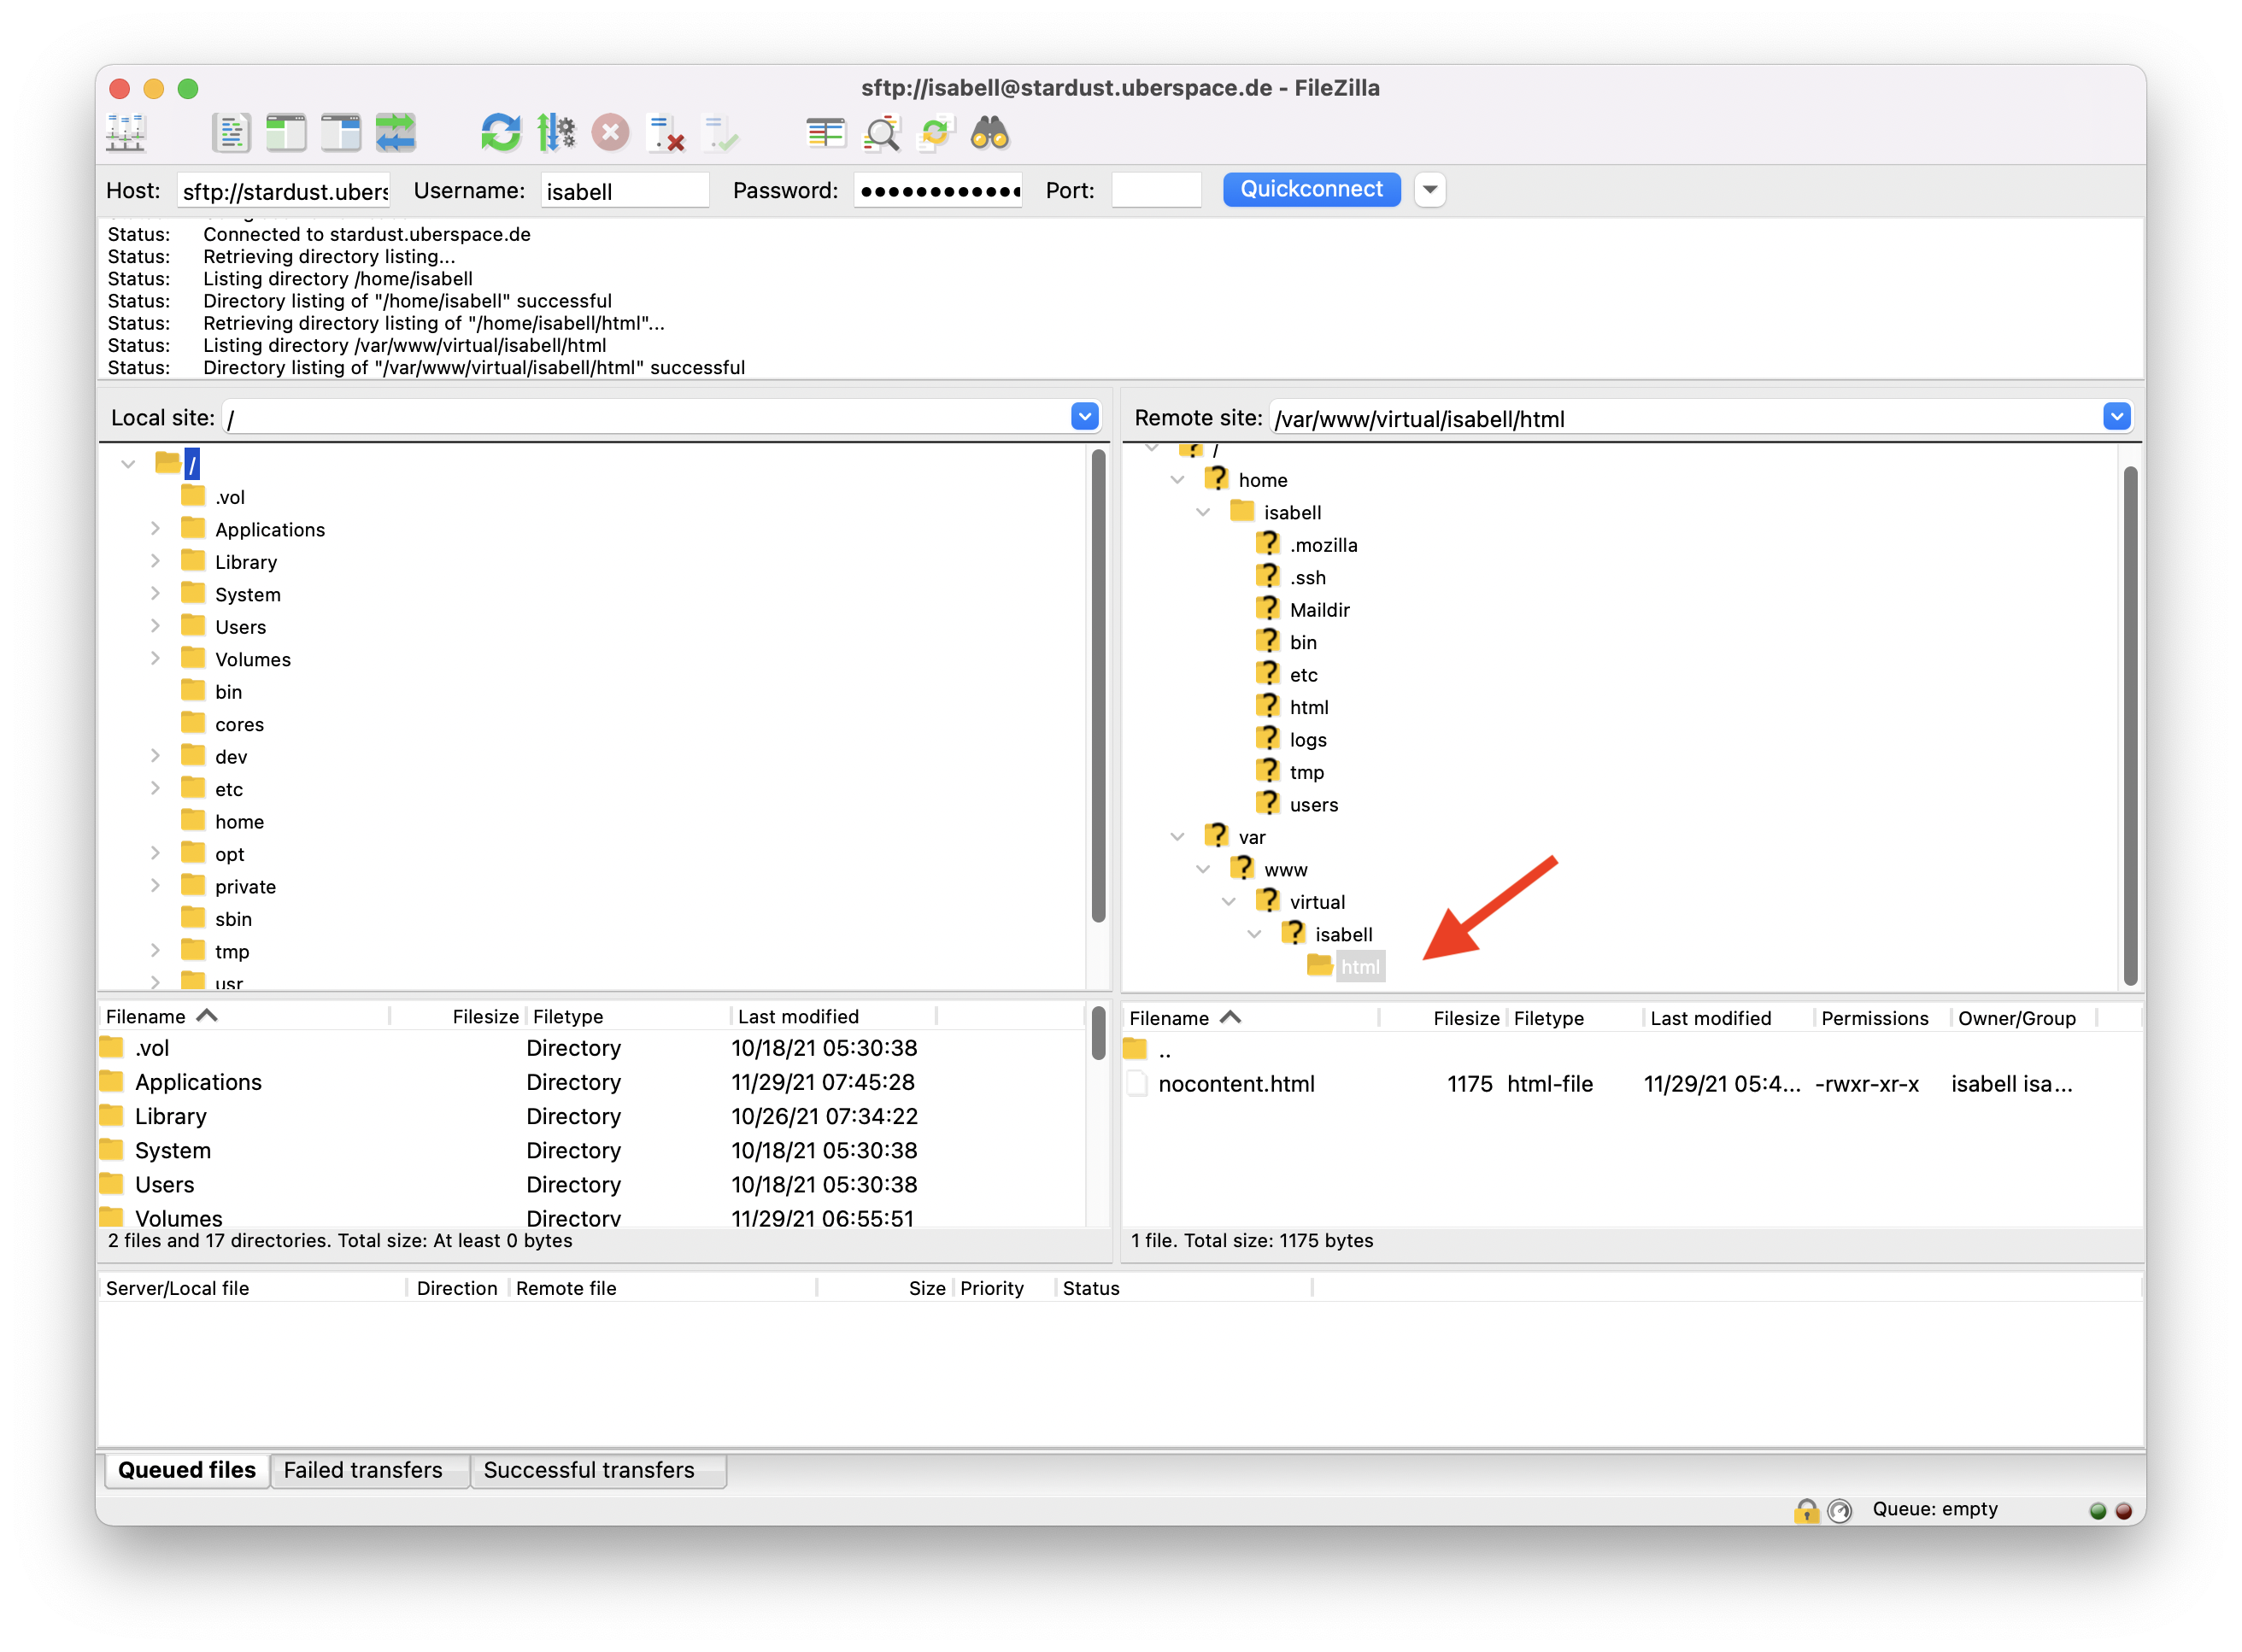 sftp://isabell@stardust.uberspace.de - FileZilla
Host: sftp://stardust.ubers Username: isabell Password: ●●●●●●●●●●●● Port: Quickconnect
Status: Connected to stardust.uberspace.de
Status: Retrieving directory listing...
Status: Listing directory /home/isabell
Status: Directory listing of "/home/isabell" successful
Status: Retrieving directory listing of "/home/isabell/html"...
Status: Listing directory /var/www/virtual/isabell/html
Status: Directory listing of "/var/www/virtual/isabell/html" successful
Local site: /
/
.vol
Applications
Library
System
Users
Volumes
bin
cores
dev
etc
home
opt
private
sbin
tmp
usr
Filename Filesize Filetype Last modified
.vol Directory 10/18/21 05:30:38
Applications Directory 11/29/21 07:45:28
Library Directory 10/26/21 07:34:22
System Directory 10/18/21 05:30:38
Users Directory 10/18/21 05:30:38
Volumes Directory 11/29/21 06:55:51
2 files and 17 directories. Total size: At least 0 bytes
Remote site: /var/www/virtual/isabell/html
/
? home
isabell
? .mozilla
? .ssh
? Maildir
? bin
? etc
? html
? logs
? tmp
? users
? var
? www
? virtual
? isabell
html
Filename Filesize Filetype Last modified Permissions Owner/Group
..
nocontent.html 1175 html-file 11/29/21 05:4... -rwxr-xr-x isabell isa...
1 file. Total size: 1175 bytes
Server/Local file Direction Remote file Size Priority Status
Queued files Failed transfers Successful transfers
Queue: empty